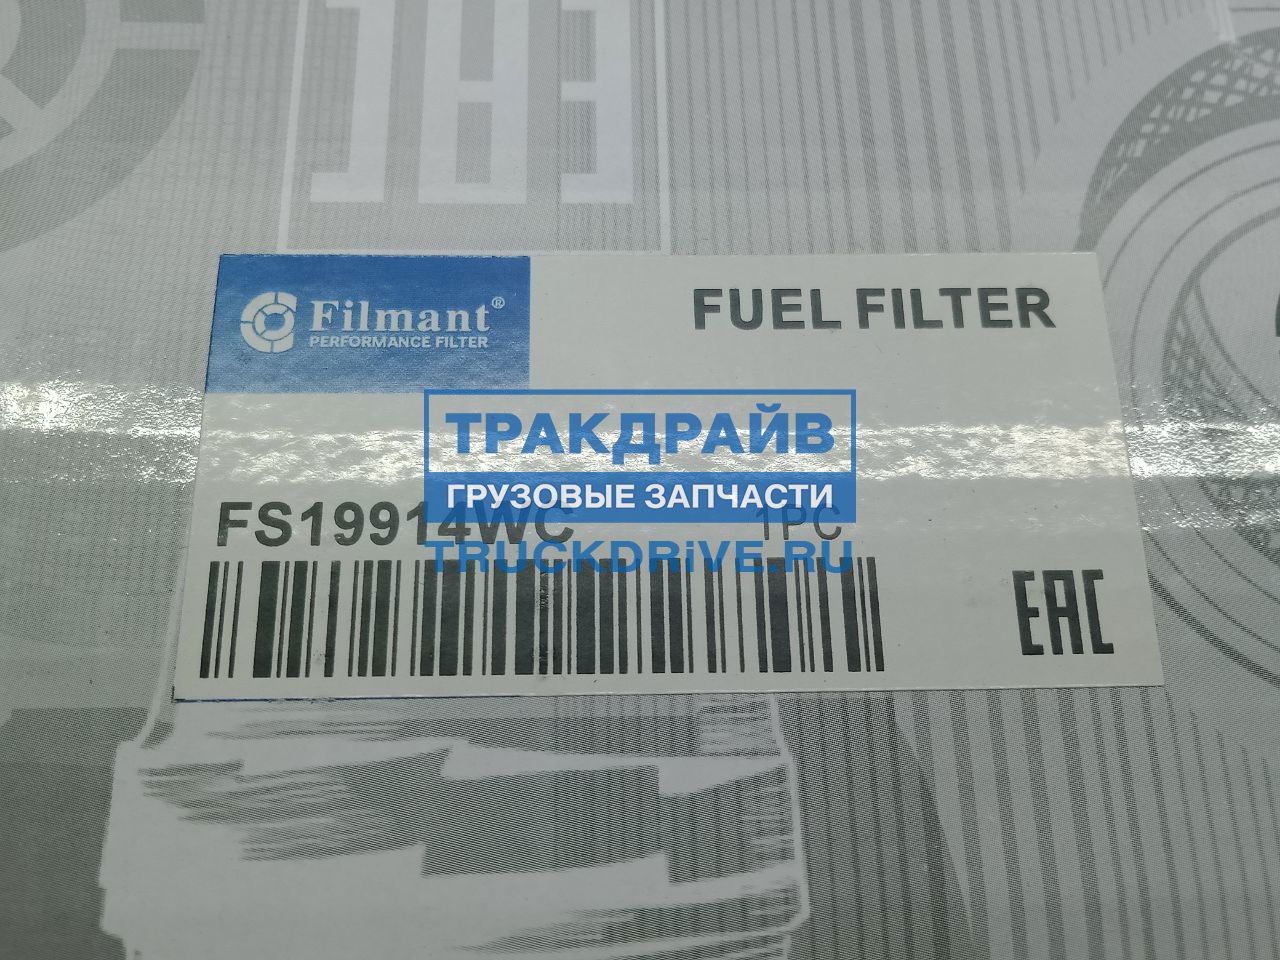 Filmant®
PERFORMANCE FILTER
FUEL FILTER
ТРАКДРАЙВ
ГРУЗОВЫЕ ЗАПЧАСТИ
FS19914WC
1PC
TRUCKDRiVE.RU
EAC